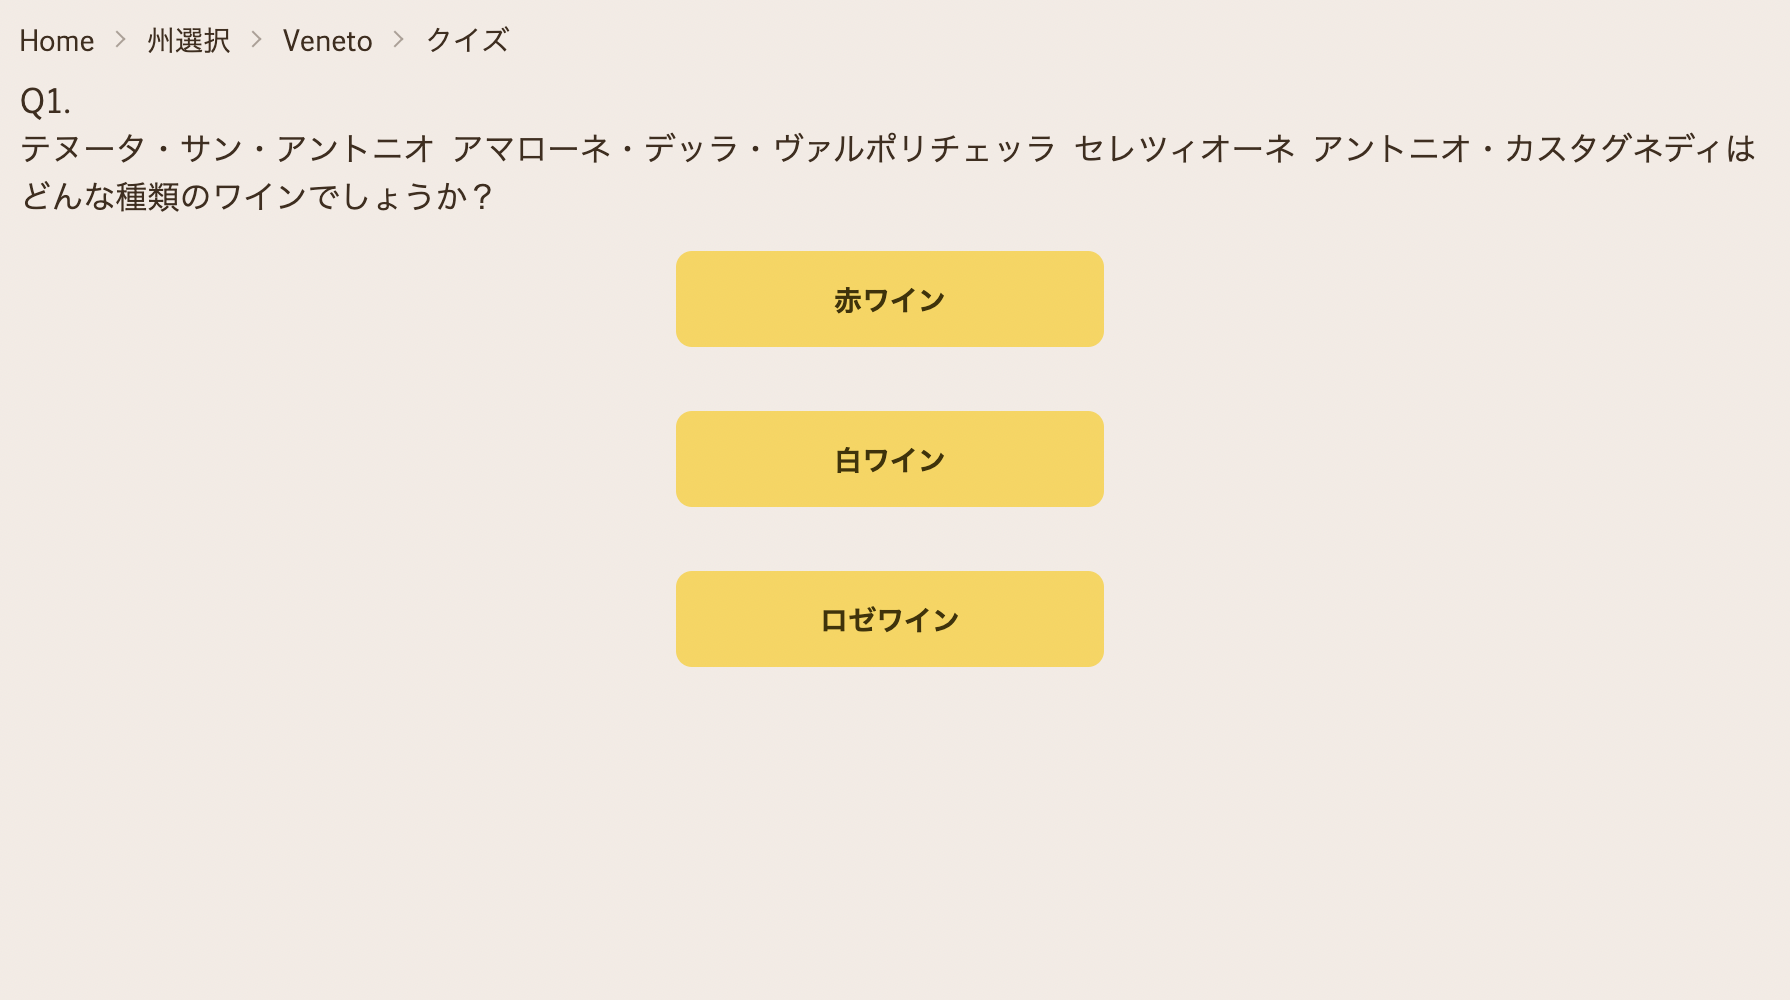 Home > 州選択 > Veneto > クイズ
Q1.
テヌータ・サン・アントニオ アマローネ・デッラ・ヴァルポリチェッラ セレツィオーネ アントニオ・カスタグネディは
どんな種類のワインでしょうか？
赤ワイン
白ワイン
ロゼワイン